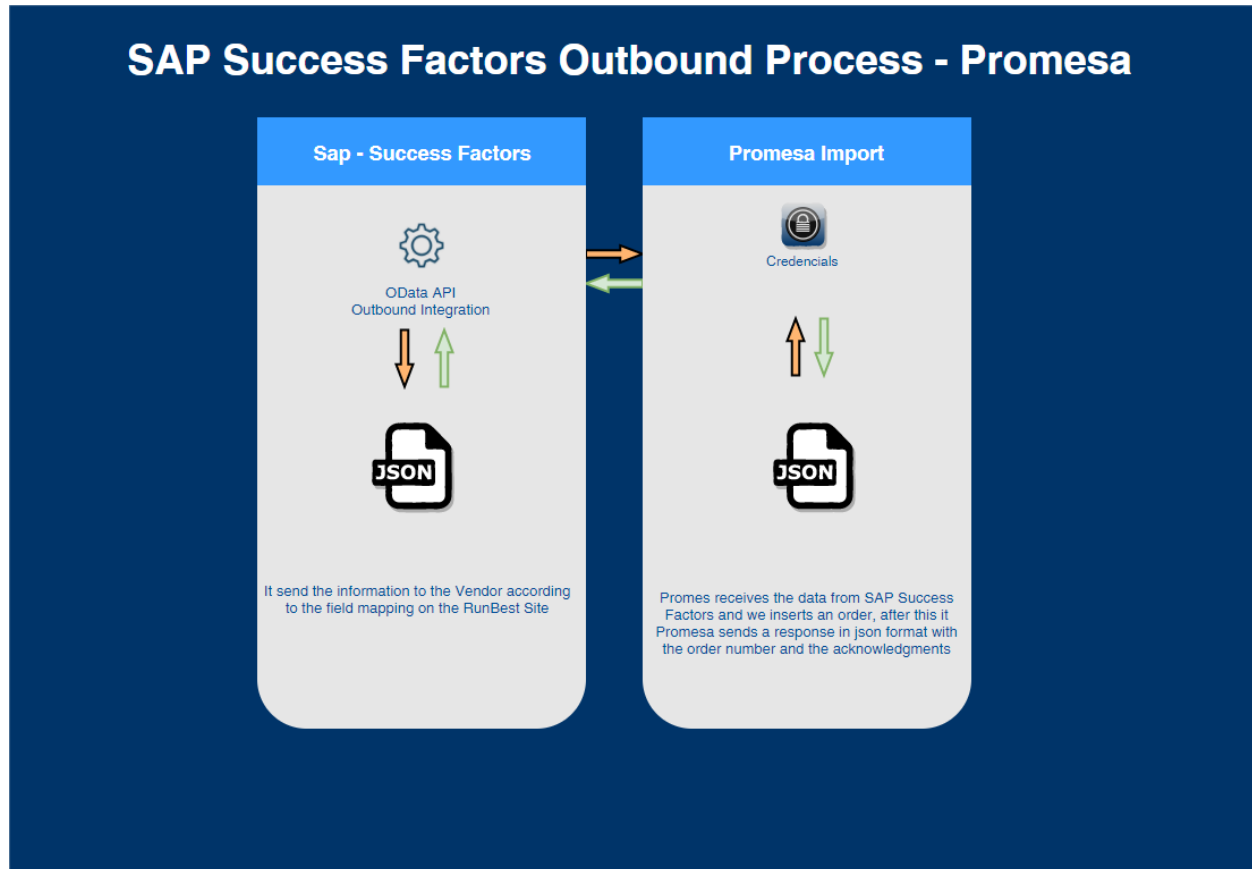 SAP Success Factors Outbound Process - Promesa
Sap - Success Factors
OData API
Outbound Integration
JSON
It send the information to the Vendor according
to the field mapping on the RunBest Site
Promesa Import
Credencials
JSON
Promes receives the data from SAP Success
Factors and we inserts an order, after this it
Promesa sends a response in json format with
the order number and the acknowledgments